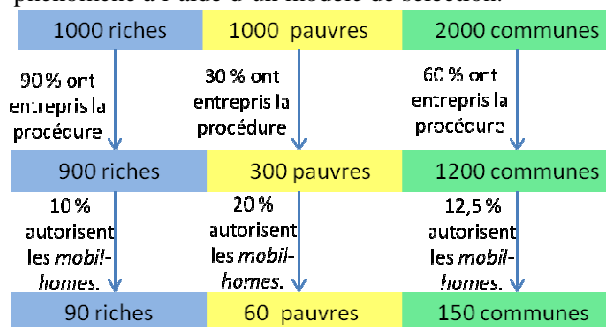 phénomène à l'aide d'un modèle de sélection.
1000 riches 1000 pauvres 2000 communes
90 % ont
entrepris la
procédure
30 % ont
entrepris la
procédure
60 % ont
entrepris la
procédure
900 riches 300 pauvres 1200 communes
10 %
autorisent
les mobil-
homes.
20 %
autorisent
les mobil-
homes.
12,5 %
autorisent
les mobil-
homes.
90 riches 60 pauvres 150 communes